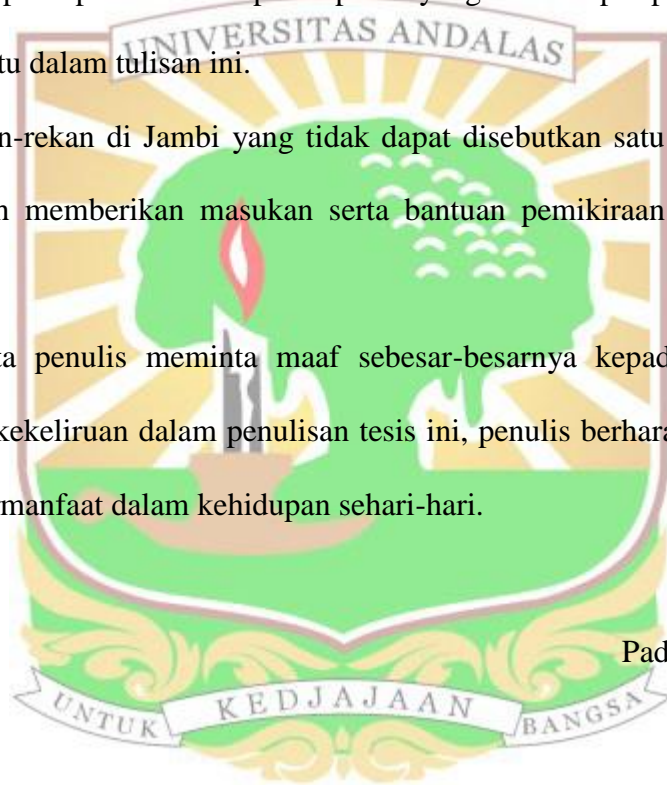 UNIVERSITAS ANDALAS
tu dalam tulisan ini.
n-rekan di Jambi yang tidak dapat disebutkan satu
memberikan masukan serta bantuan pemikiraan
ta penulis meminta maaf sebesar-besarnya kepad
kekeliruan dalam penulisan tesis ini, penulis berhara
rmanfaat dalam kehidupan sehari-hari.
Pad
UNTUK KEDJAJAAN BANGSA